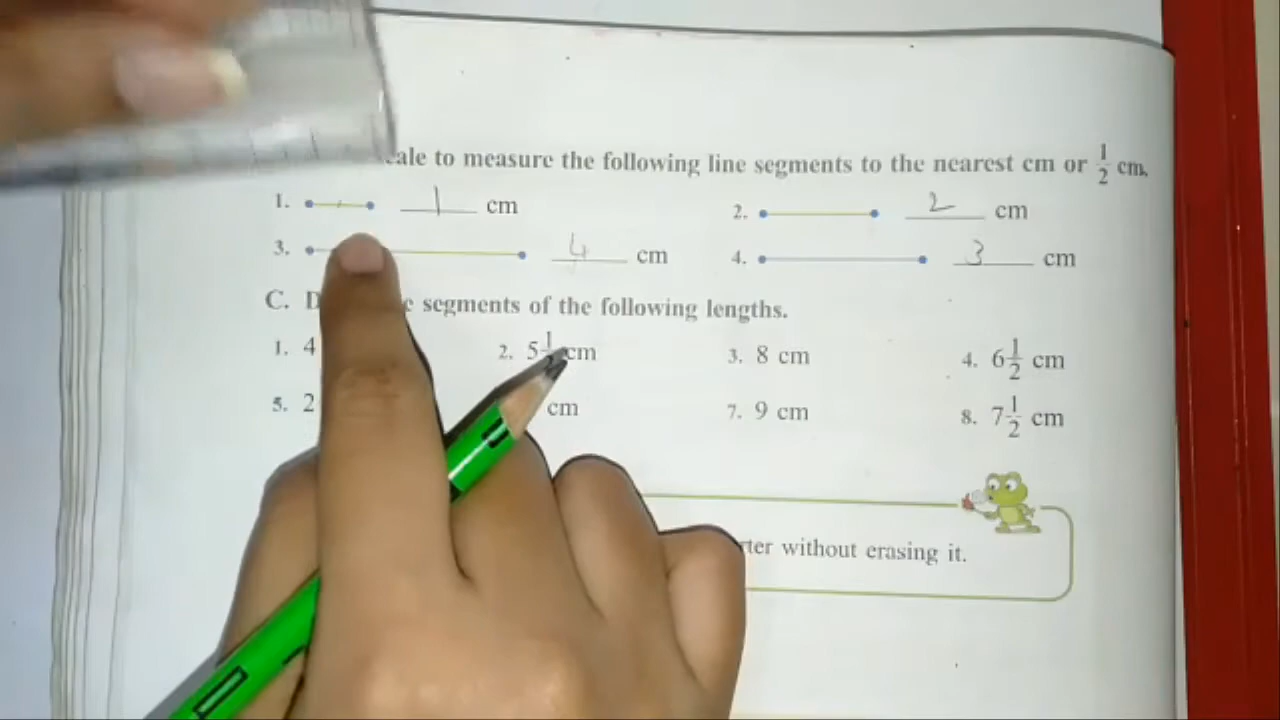 to measure the following line segments to the nearest cm or 1/2 cm.
1. 1 cm 2. 2 cm
3. 4 cm 4. 3 cm
C. segments of the following lengths.
1. 4 2. 5 cm 3. 8 cm 4. 6 1/2 cm
5. 2 cm 7. 9 cm 8. 7 1/2 cm
without erasing it.